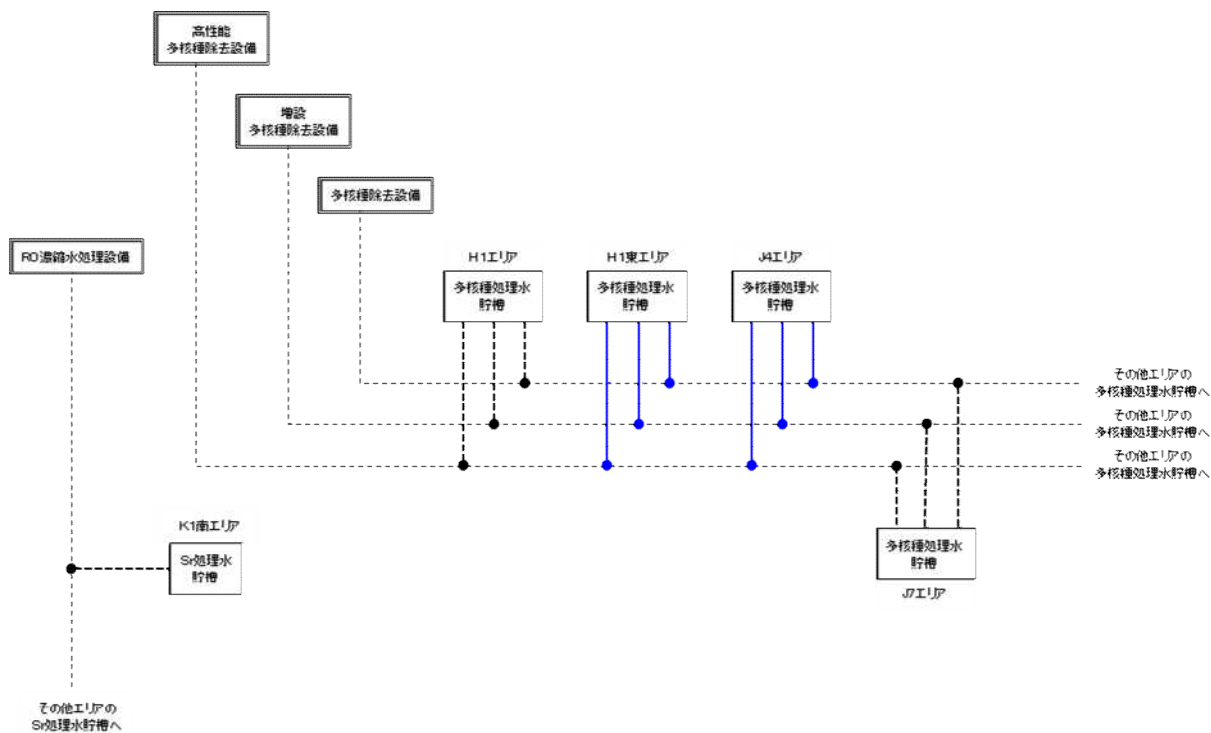 高性能
多核種除去設備
増設
多核種除去設備
多核種除去設備
RO濃縮水処理設備
H1エリア
多核種処理水
貯槽
H1東エリア
多核種処理水
貯槽
J4エリア
多核種処理水
貯槽
その他エリアの
多核種処理水貯槽へ
その他エリアの
多核種処理水貯槽へ
その他エリアの
多核種処理水貯槽へ
K1南エリア
Sr処理水
貯槽
多核種処理水
貯槽
J7エリア
その他エリアの
Sr処理水貯槽へ